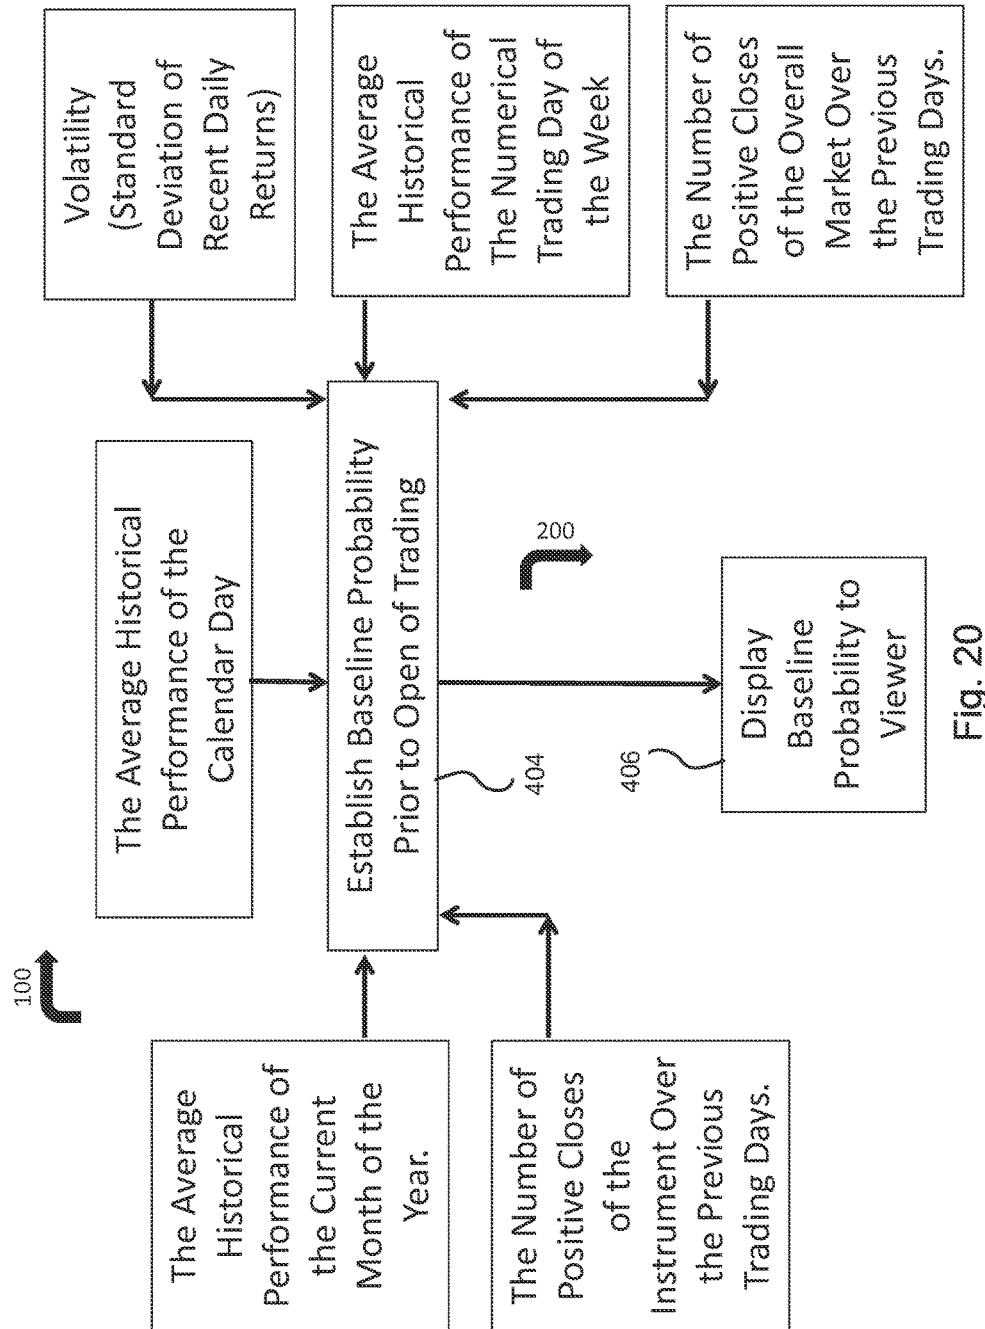 100
The Average Historical
Performance of the
Calendar Day
Volatility
(Standard
Deviation of
Recent Daily
Returns)
The Average
Historical
Performance of
the Current
Month of the
Year.
Establish Baseline Probability
Prior to Open of Trading
The Average
Historical
Performance of
The Numerical
Trading Day of
the Week
The Number of
Positive Closes
of the
Instrument Over
the Previous
Trading Days.
404
200
The Number of
Positive Closes
of the Overall
Market Over
the Previous
Trading Days.
406
Display
Baseline
Probability to
Viewer
Fig. 20